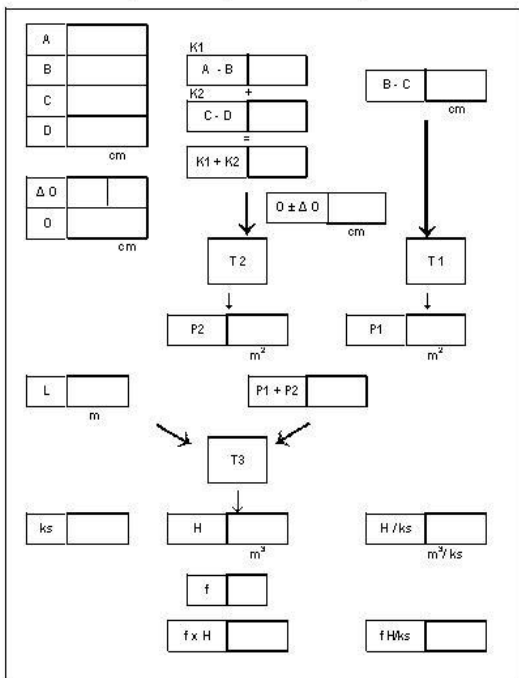 A
B
C
D
cm
Δ O
O
cm
K1
A - B
K2 +
C - D
=
K1 + K2
B - C
cm
O ± Δ O
cm
T 2
T 1
P2
m²
P1
m²
L
m
P1 + P2
T3
ks
H
m³
H / ks
m³/ ks
f
f x H
f H/ks